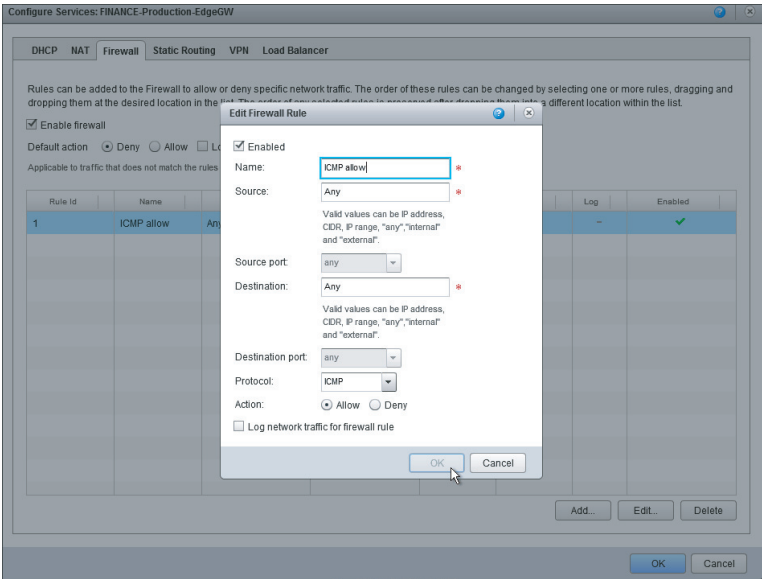 Configure Services: FINANCE-Production-EdgeGW
DHCP NAT Firewall Static Routing VPN Load Balancer
Rules can be added to the Firewall to allow or deny specific network traffic. The order of these rules can be changed by selecting one or more rules, dragging and
dropping them at the desired location in the list. The order of any selected rules is preserved after dropping them into a different location within the list.
Enable firewall
Default action Deny Allow
Applicable to traffic that does not match the rules
Rule Id Name Log Enabled
1 ICMP allow
Edit Firewall Rule
Enabled
Name: ICMP allow *
Source: Any *
Valid values can be IP address,
CIDR, IP range, "any","internal"
and "external".
Source port: any
Destination: Any *
Valid values can be IP address,
CIDR, IP range, "any","internal"
and "external".
Destination port: any
Protocol: ICMP
Action: Allow Deny
Log network traffic for firewall rule
OK Cancel
Add... Edit... Delete
OK Cancel